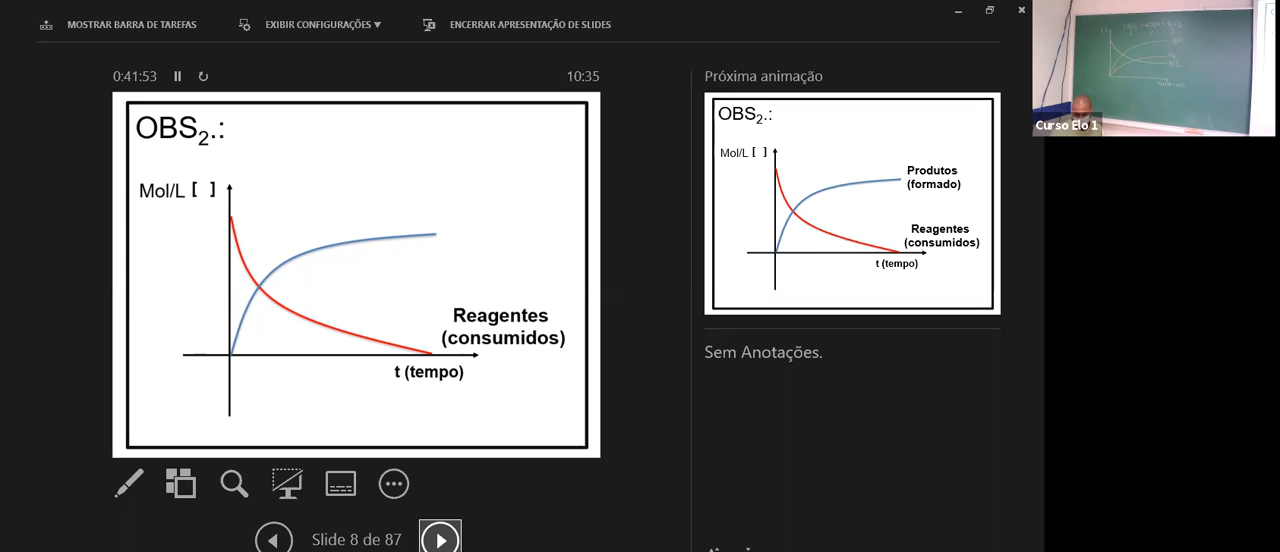 MOSTRAR BARRA DE TAREFAS
EXIBIR CONFIGURAÇÕES ▼
ENCERRAR APRESENTAÇÃO DE SLIDES
0:41:53
10:35
OBS₂.:
Mol/L [ ]
Reagentes
(consumidos)
t (tempo)
Slide 8 de 87
Próxima animação
OBS₂.:
Mol/L [ ]
Produtos
(formado)
Reagentes
(consumidos)
t (tempo)
Sem Anotações.
Curso Elo 1